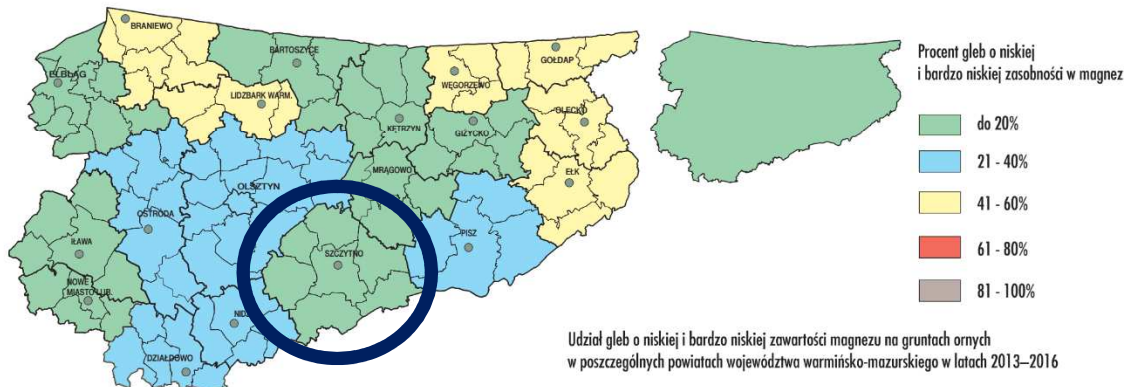 BRANIEWO
GOŁDAP
BARTOSZYCE
ELBLĄG
WĘGORZEWO
LIDZBARK WARM.
OLECKO
KĘTRZYN
GIŻYCKO
MRĄGOWO
EŁK
OLSZTYN
OSTRÓDA
PISZ
IŁAWA
SZCZYTNO
NOWE
MIASTO LUB.
NID
DZIAŁDOWO
Procent gleb o niskiej
i bardzo niskiej zasobności w magnez
do 20%
21 - 40%
41 - 60%
61 - 80%
81 - 100%
Udział gleb o niskiej i bardzo niskiej zawartości magnezu na gruntach ornych
w poszczególnych powiatach województwa warmińsko-mazurskiego w latach 2013–2016